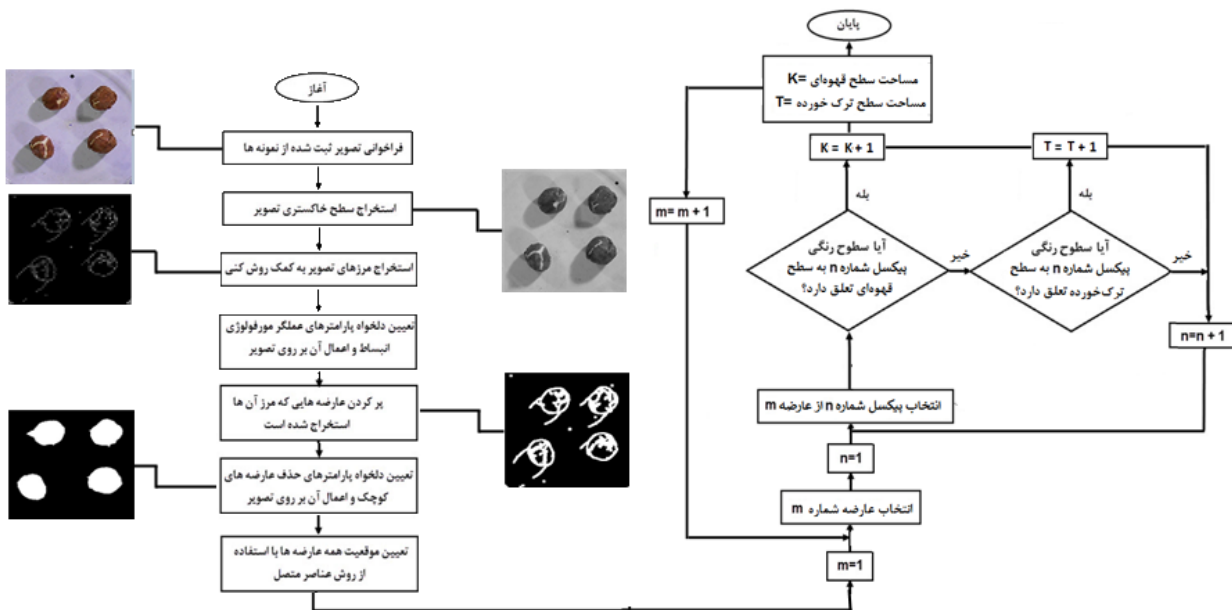 آغاز
فراخوانی تصویر ثبت شده از نمونه ها
استخراج سطح خاکستری تصویر
استخراج مرزهای تصویر به کمک روش کنی
تعیین دلخواه پارامترهای عملگر مورفولوژی
انبساط و اعمال آن بر روی تصویر
پر کردن عارضه هایی که مرز آن ها
استخراج شده است
تعیین دلخواه پارامترهای حذف عارضه های
کوچک و اعمال آن بر روی تصویر
تعیین موقعیت همه عارضه ها با استفاده
از روش عناصر متصل
m=1
انتخاب عارضه شماره m
n=1
انتخاب پیکسل شماره n از عارضه m
آیا سطوح رنگی
پیکسل شماره n به سطح
قهوه‌ای تعلق دارد؟
بله
خیر
K = K + 1
آیا سطوح رنگی
پیکسل شماره n به سطح
ترک‌خورده تعلق دارد؟
بله
خیر
T = T + 1
n=n + 1
m= m + 1
مساحت سطح قهوه‌ای =K
مساحت سطح ترک خورده =T
پایان